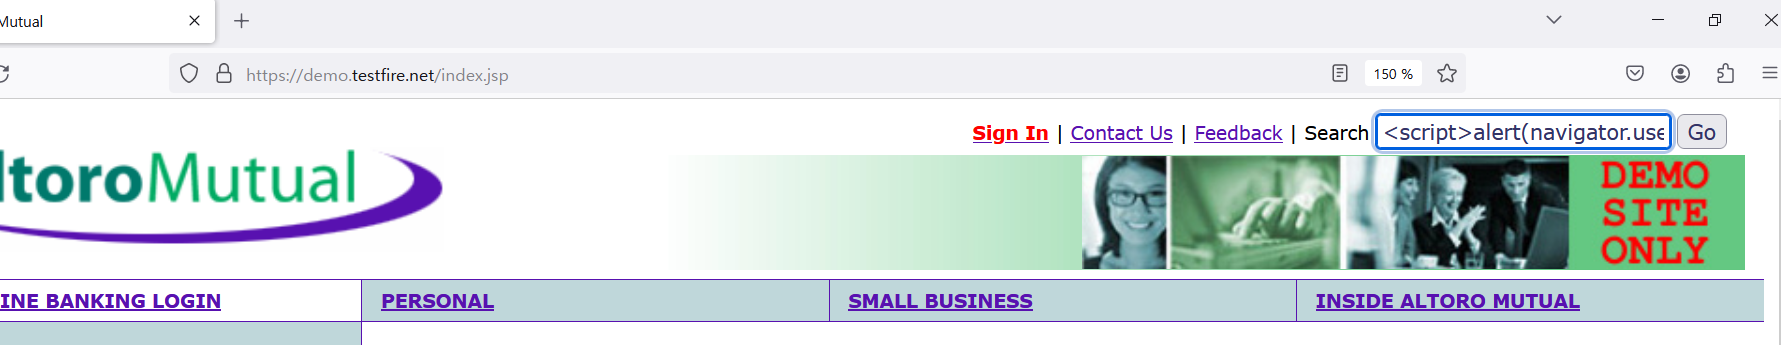 Mutual
https://demo.testfire.net/index.jsp
150 %
Sign In | Contact Us | Feedback | Search <script>alert(navigator.use Go
ltoroMutual
DEMO
SITE
ONLY
INE BANKING LOGIN
PERSONAL
SMALL BUSINESS
INSIDE ALTORO MUTUAL